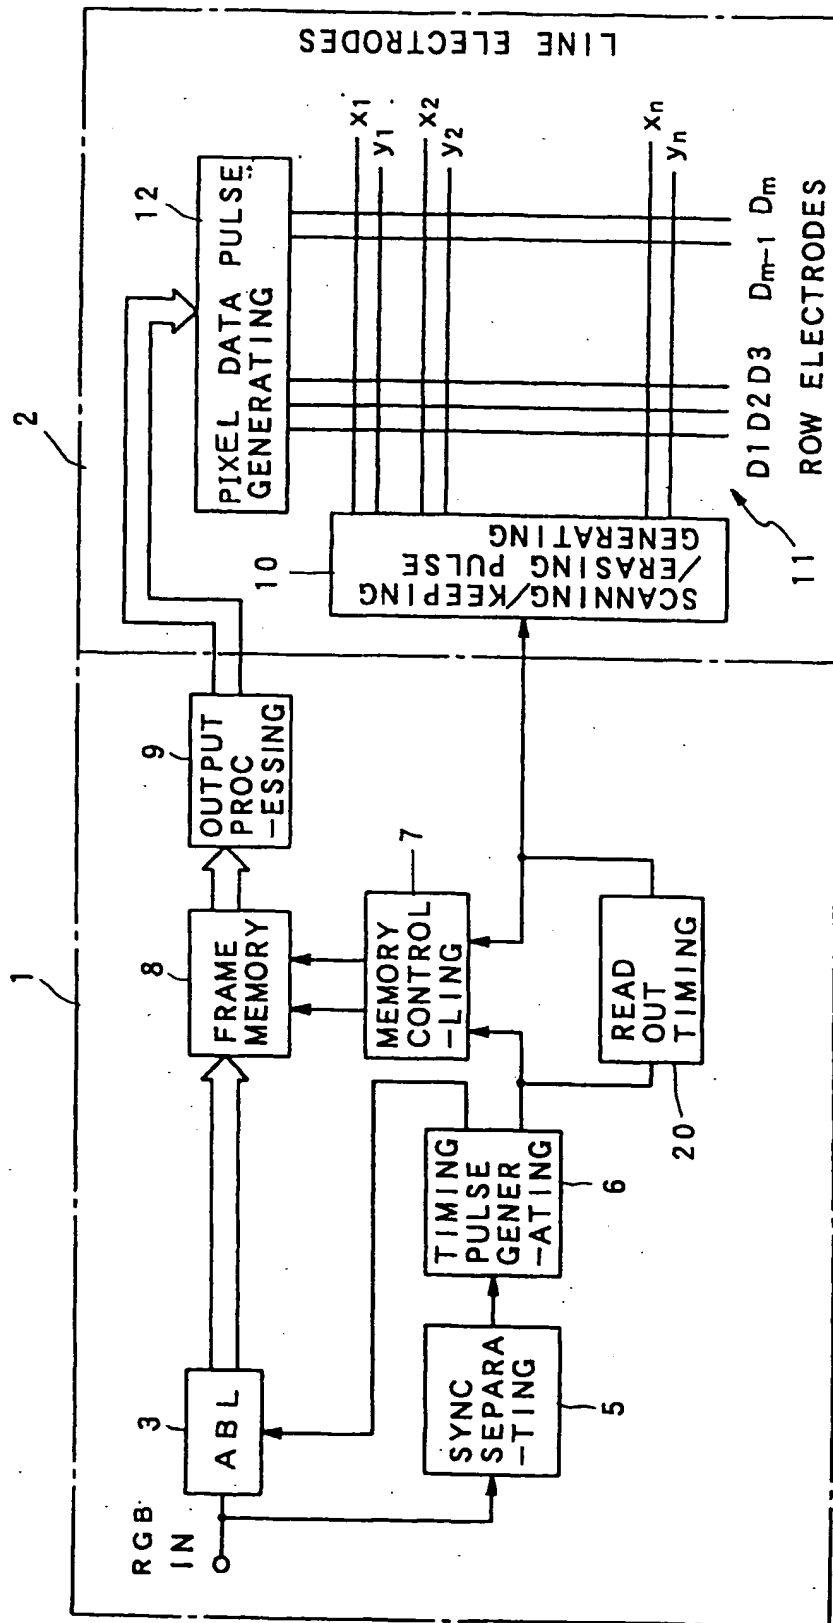 1
2
RGB
IN
3
ABL
8
FRAME
MEMORY
9
OUTPUT
PROC
-ESSING
12
PIXEL DATA PULSE
GENERATING
5
SYNC
SEPARA
-TING
6
TIMING
PULSE
GENER
-ATING
7
MEMORY
CONTROL
-LING
20
READ
OUT
TIMING
10
SCANNING/KEEPING
/ERASING PULSE
GENERATING
x1
y1
x2
y2
xn
yn
LINE ELECTRODES
11
D1 D2 D3 Dm-1 Dm
ROW ELECTRODES